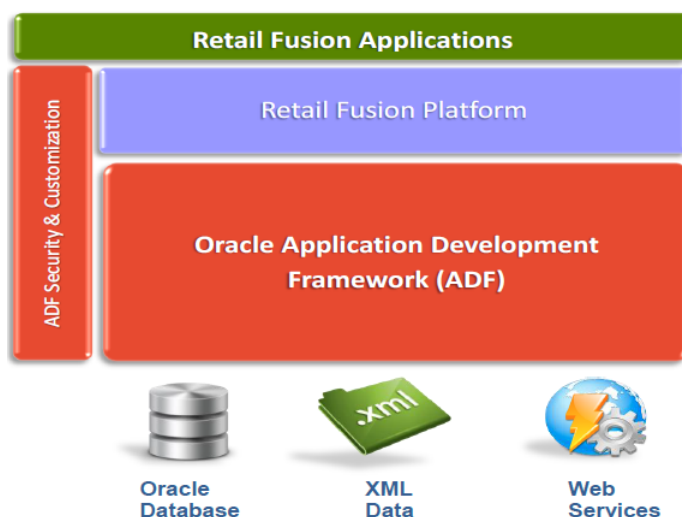 Retail Fusion Applications
ADF Security & Customization
Retail Fusion Platform
Oracle Application Development
Framework (ADF)
.xml
Oracle
Database
XML
Data
Web
Services